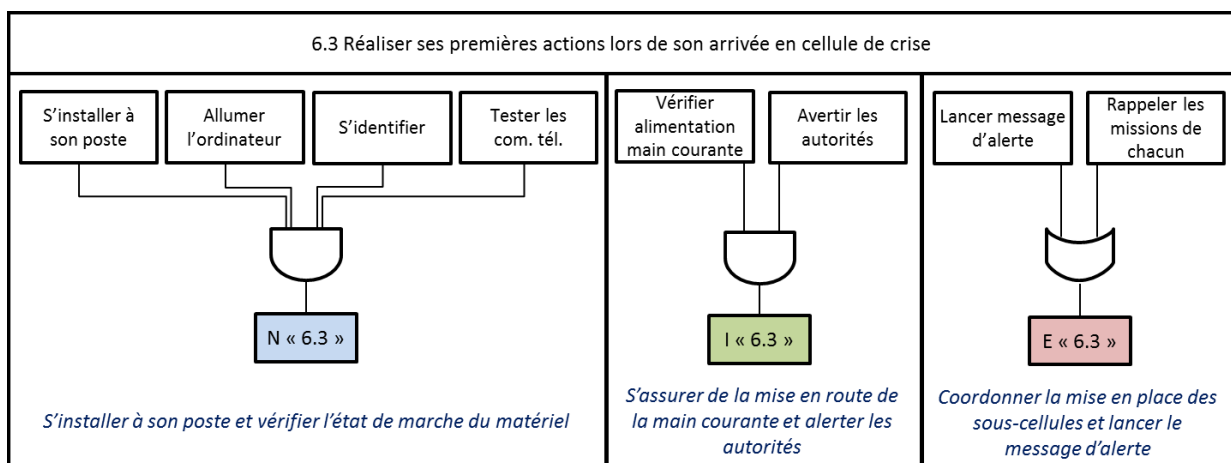 6.3 Réaliser ses premières actions lors de son arrivée en cellule de crise
S’installer à
son poste
Allumer
l’ordinateur
S’identifier
Tester les
com. tél.
Vérifier
alimentation
main courante
Avertir les
autorités
Lancer message
d’alerte
Rappeler les
missions de
chacun
N « 6.3 »
I « 6.3 »
E « 6.3 »
S’installer à son poste et vérifier l’état de marche du matériel
S’assurer de la mise en route de
la main courante et alerter les
autorités
Coordonner la mise en place des
sous-cellules et lancer le
message d’alerte